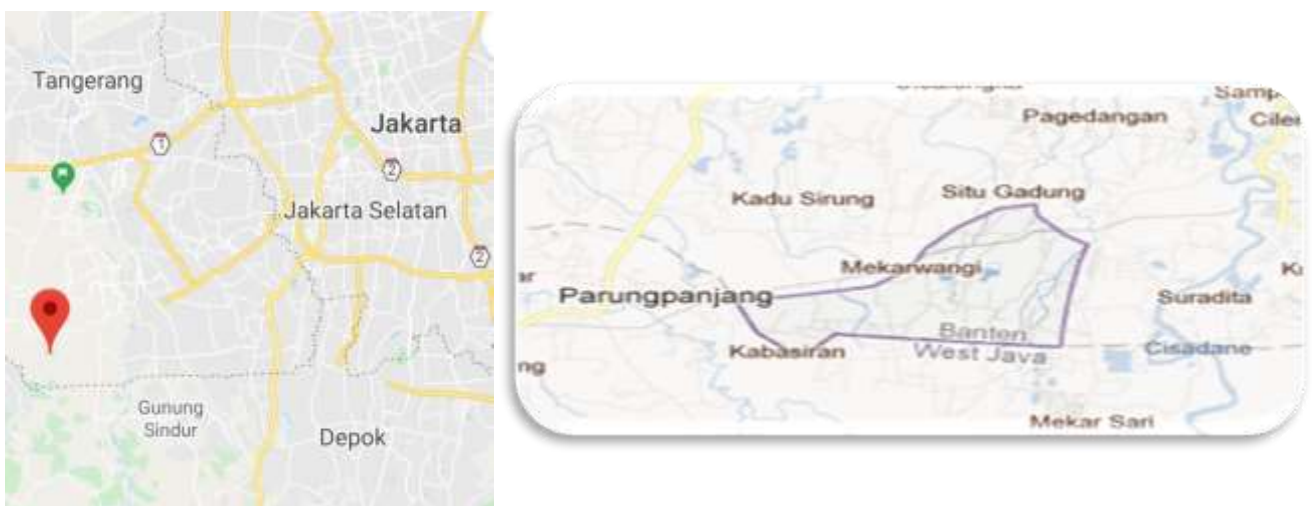 Tangerang
1
Jakarta
2
Jakarta Selatan
2
Gunung
Sindur
Depok
Pagedangan
Kadu Sirung
Situ Gadung
Mekarwangi
Parungpanjang
Suradita
Banten
Kabasiran
West Java
Cisadane
Mekar Sari